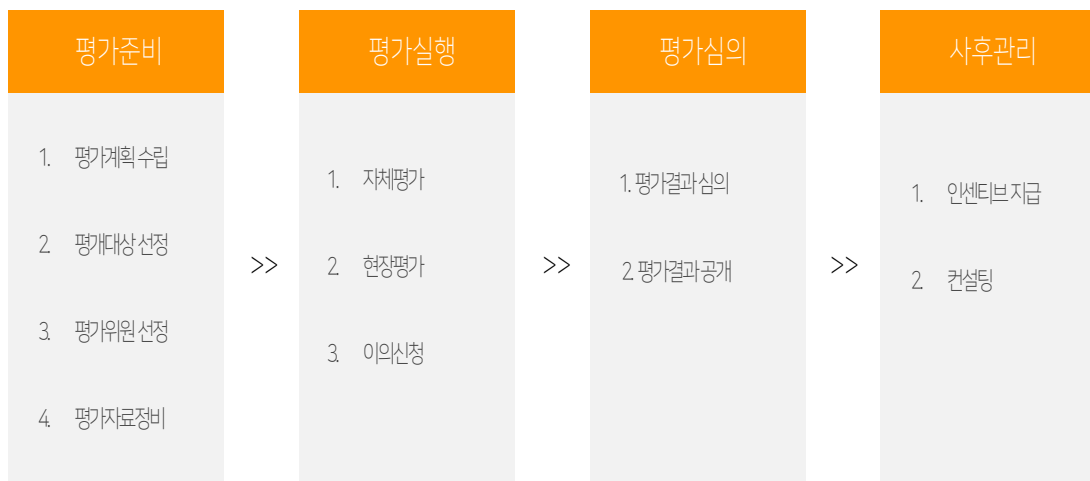 평가준비
1. 평가계획 수립
2. 평개대상 선정
3. 평가위원 선정
4. 평가자료정비
>>
평가실행
1. 자체평가
2. 현장평가
3. 이의신청
>>
평가심의
1. 평가결과 심의
2. 평가결과 공개
>>
사후관리
1. 인센티브 지급
2. 컨설팅